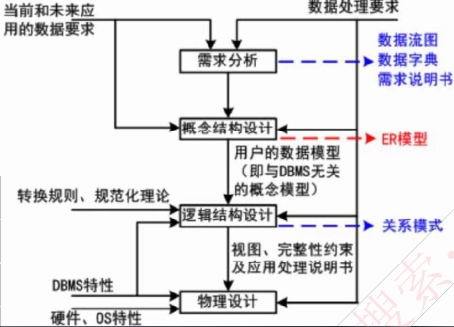 当前和未来应
用的数据要求
数据处理要求
需求分析
数据流图
数据字典
需求说明书
概念结构设计
ER模型
用户的数据模型
（即与DBMS无关
的概念模型）
转换规则、规范化理论
逻辑结构设计
关系模式
视图、完整性约束
及应用处理说明书
DBMS特性
物理设计
硬件、OS特性
搜索